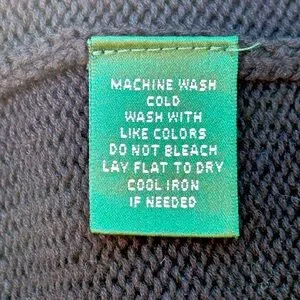 MACHINE WASH
COLD
WASH WITH
LIKE COLORS
DO NOT BLEACH
LAY FLAT TO DRY
COOL IRON
IF NEEDED